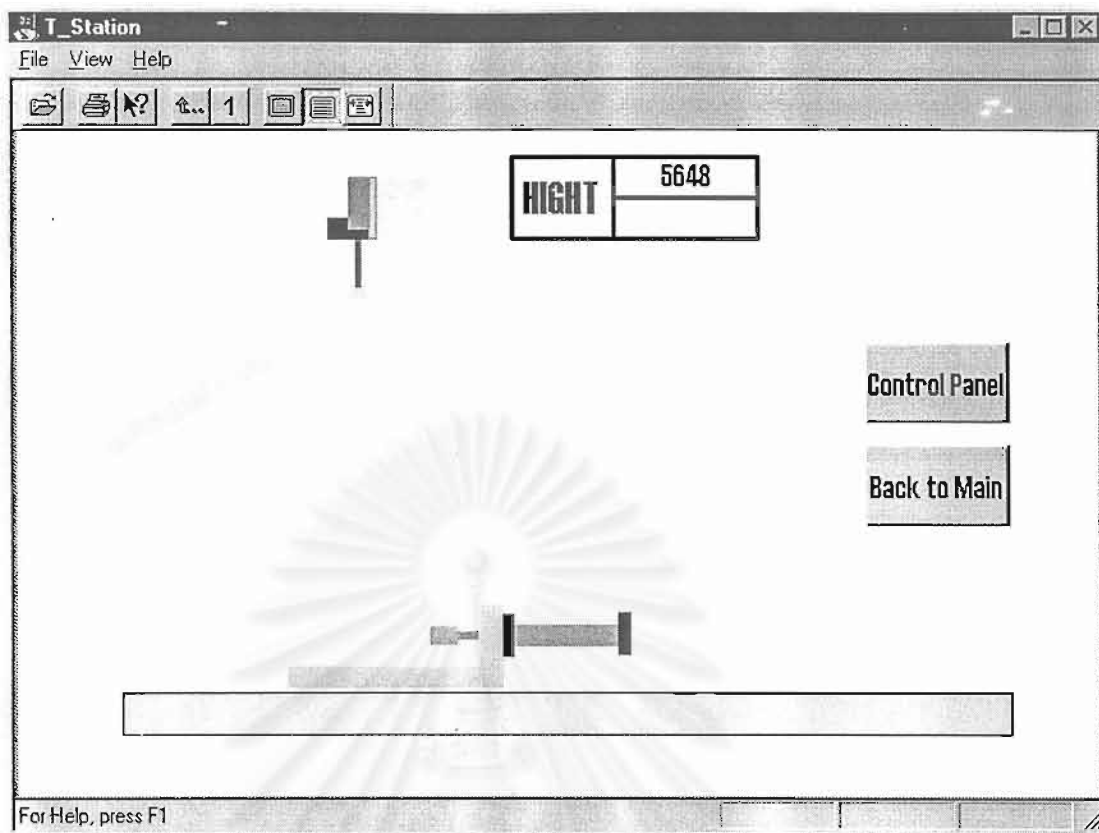 T_Station
File View Help
1
HIGHT
5648
Control Panel
Back to Main
For Help, press F1